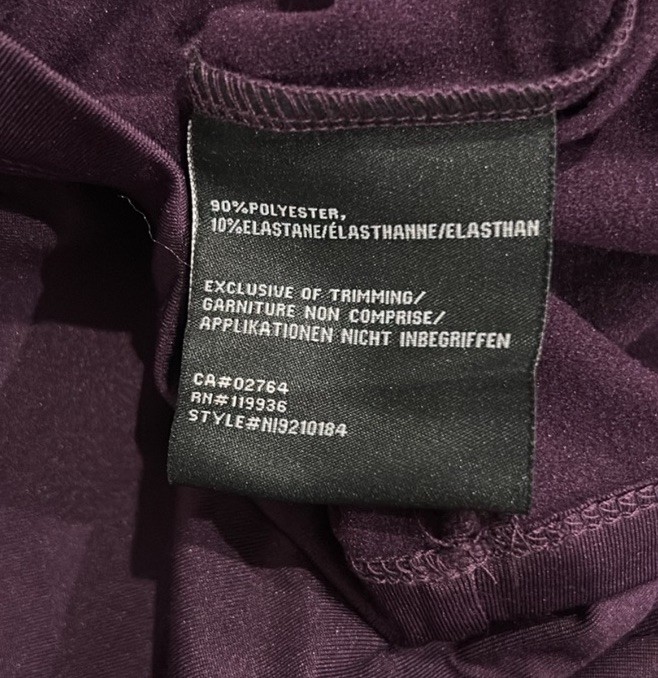 90%POLYESTER,
10%ELASTANE/ÉLASTHANNE/ELASTHAN
EXCLUSIVE OF TRIMMING/
GARNITURE NON COMPRISE/
APPLIKATIONEN NICHT INBEGRIFFEN
CA#02764
RN#119936
STYLE#NI9210184